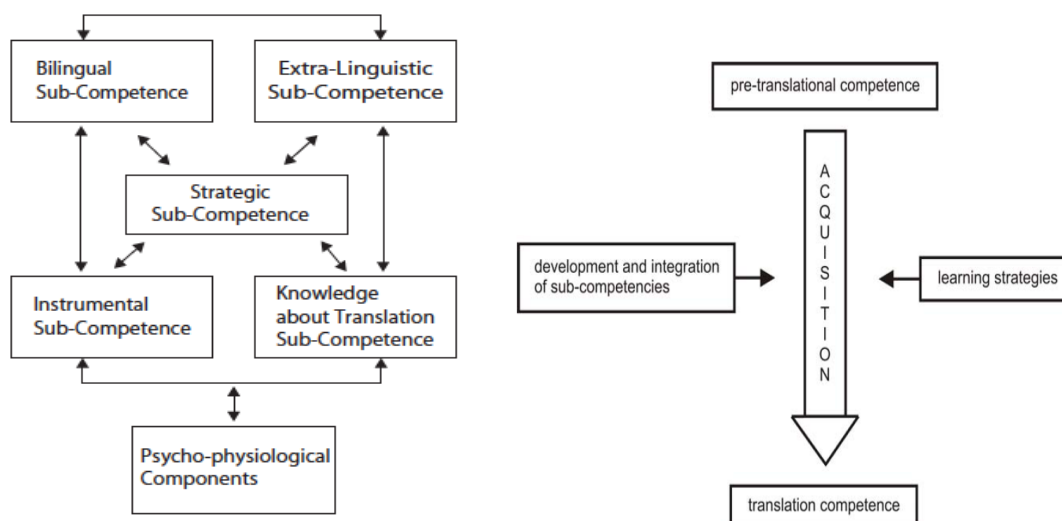 Bilingual
Sub-Competence
Extra-Linguistic
Sub-Competence
Strategic
Sub-Competence
Instrumental
Sub-Competence
Knowledge
about Translation
Sub-Competence
Psycho-physiological
Components
pre-translational competence
ACQUISITION
development and integration
of sub-competencies
learning strategies
translation competence